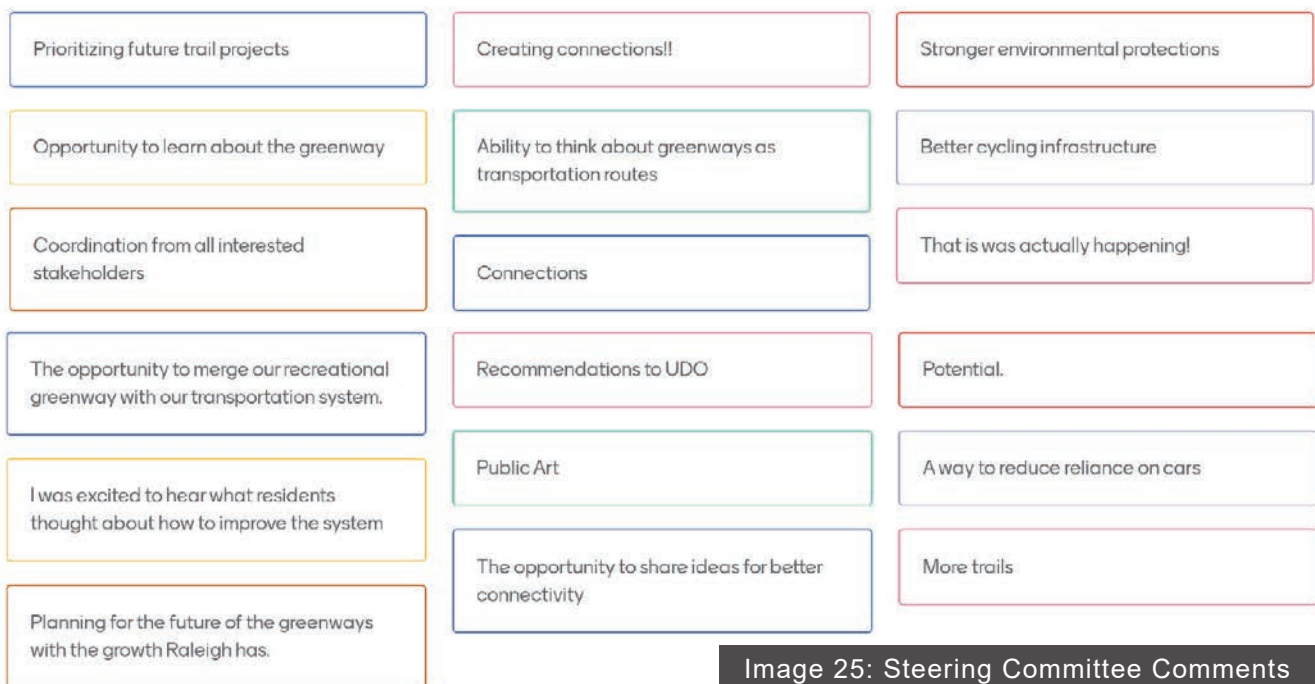 Prioritizing future trail projects
Opportunity to learn about the greenway
Coordination from all interested
stakeholders
Creating connections!!
Ability to think about greenways as
transportation routes
Connections
Stronger environmental protections
Better cycling infrastructure
That is was actually happening!
The opportunity to merge our recreational
greenway with our transportation system.
I was excited to hear what residents
thought about how to improve the system
Planning for the future of the greenways
with the growth Raleigh has.
Recommendations to UDO
Public Art
The opportunity to share ideas for better
connectivity
Potential.
A way to reduce reliance on cars
More trails
Image 25: Steering Committee Comments